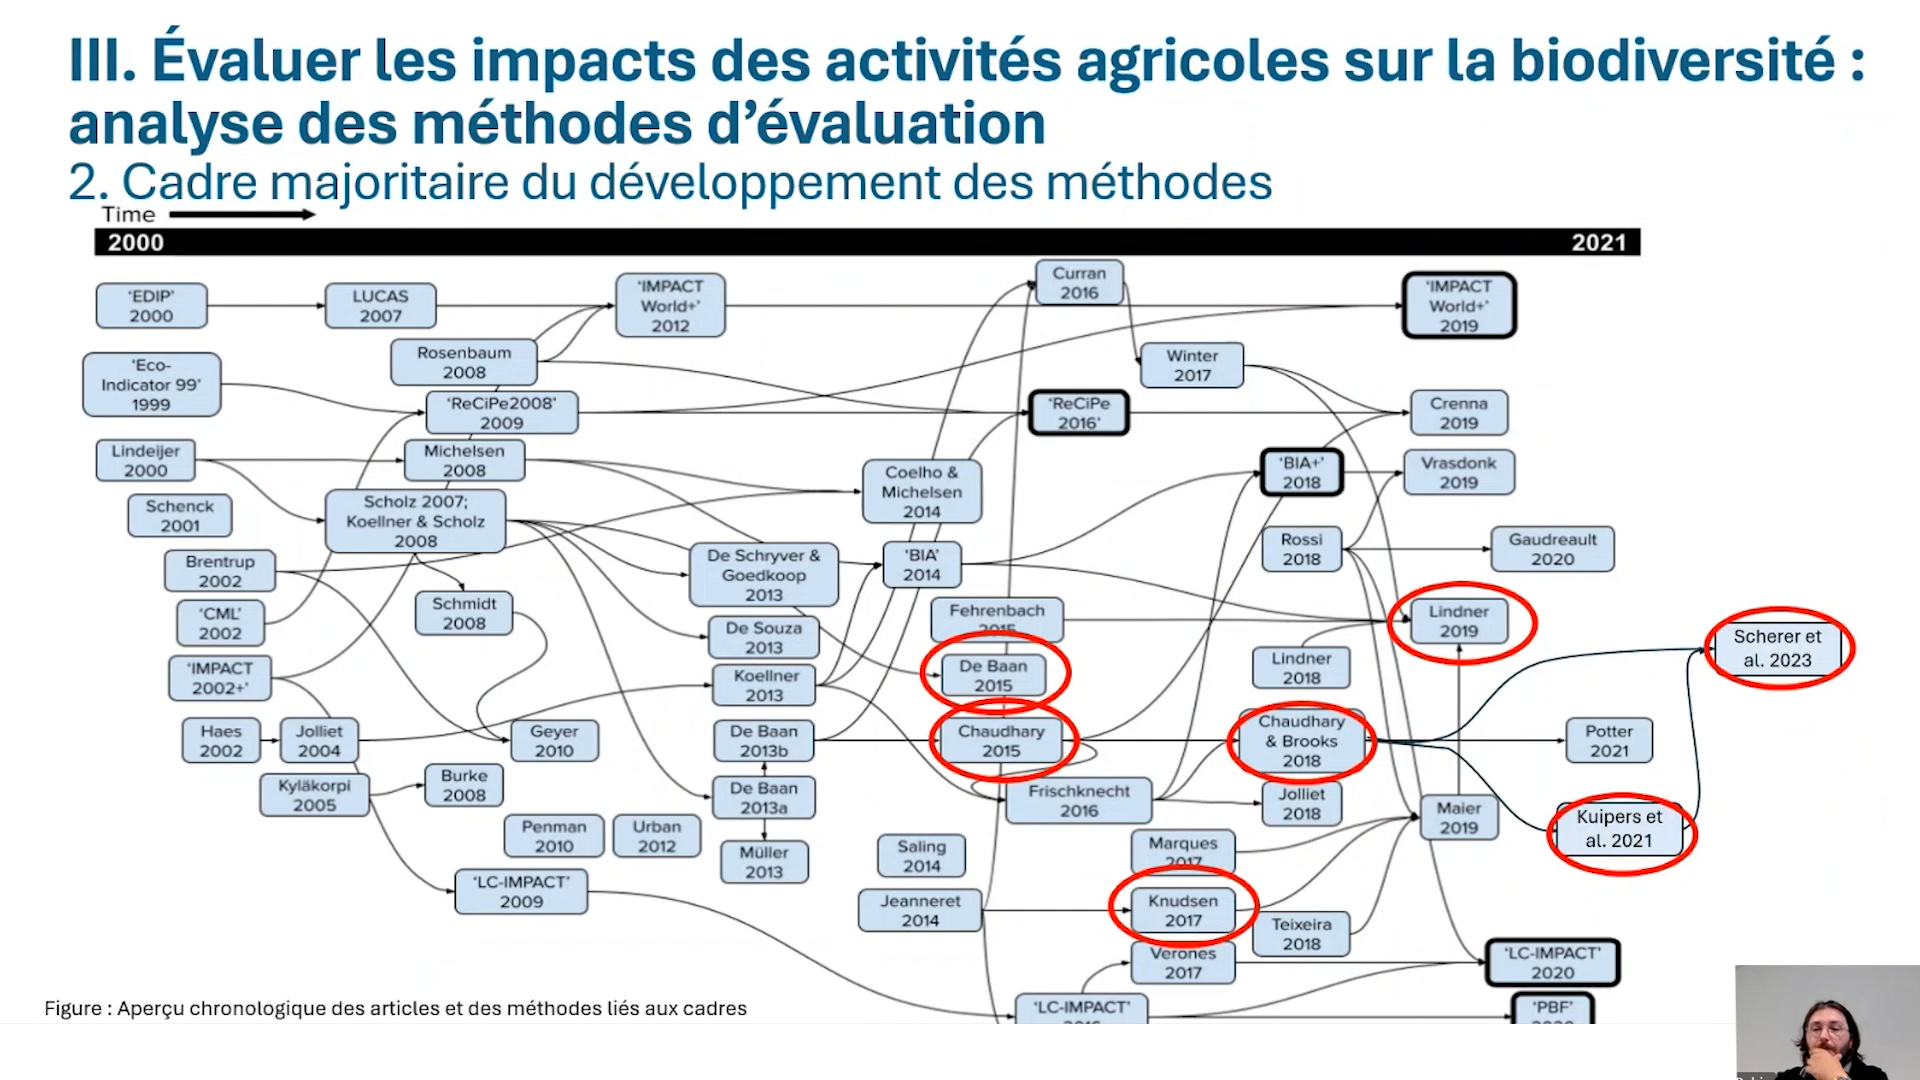 III. Évaluer les impacts des activités agricoles sur la biodiversité :
analyse des méthodes d’évaluation
2. Cadre majoritaire du développement des méthodes
Time
2000
2021
‘EDIP’
2000
LUCAS
2007
‘IMPACT
World+’
2012
Curran
2016
‘IMPACT
World+’
2019
‘Eco-
Indicator 99’
1999
Rosenbaum
2008
Winter
2017
‘ReCiPe2008’
2009
‘ReCiPe
2016’
Crenna
2019
Lindeijer
2000
Michelsen
2008
Coelho &
Michelsen
2014
‘BIA+’
2018
Vrasdonk
2019
Schenck
2001
Scholz 2007;
Koellner & Scholz
2008
Brentrup
2002
De Schryver &
Goedkoop
2013
‘BIA’
2014
Rossi
2018
Gaudreault
2020
‘CML’
2002
Schmidt
2008
De Souza
2013
Fehrenbach
2015
Lindner
2019
Scherer et
al. 2023
‘IMPACT
2002+’
Koellner
2013
De Baan
2015
Lindner
2018
Haes
2002
Jolliet
2004
Geyer
2010
De Baan
2013b
Chaudhary
2015
Chaudhary
& Brooks
2018
Potter
2021
Kyläkorpi
2005
Burke
2008
De Baan
2013a
Frischknecht
2016
Jolliet
2018
Maier
2019
Kuipers et
al. 2021
Penman
2010
Urban
2012
Müller
2013
Saling
2014
Marques
2017
‘LC-IMPACT’
2009
Jeanneret
2014
Knudsen
2017
Teixeira
2018
Verones
2017
‘LC-IMPACT’
2020
‘LC-IMPACT’
‘PBF’
Figure : Aperçu chronologique des articles et des méthodes liés aux cadres